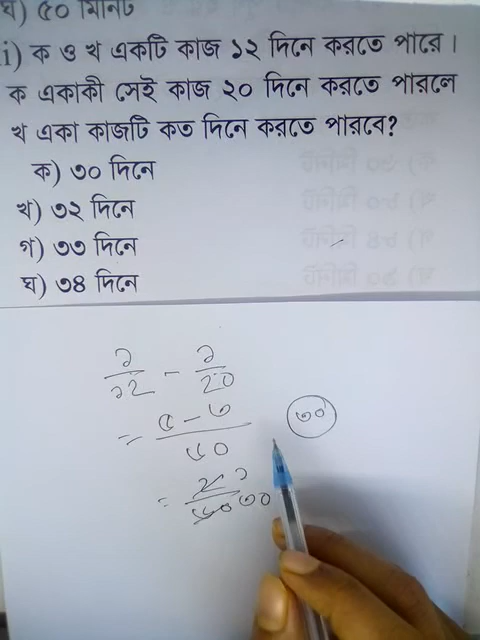 ঘ) ৫০ মিনিট
i) ক ও খ একটি কাজ ১২ দিনে করতে পারে ।
ক একাকী সেই কাজ ২০ দিনে করতে পারলে
খ একা কাজটি কত দিনে করতে পারবে?
ক) ৩০ দিনে
খ) ৩২ দিনে
গ) ৩৩ দিনে
ঘ) ৩৪ দিনে
১/১২ - ১/২০
= ৫ - ৩/৬০
৩০
= ২ ১/৬০ ৩০